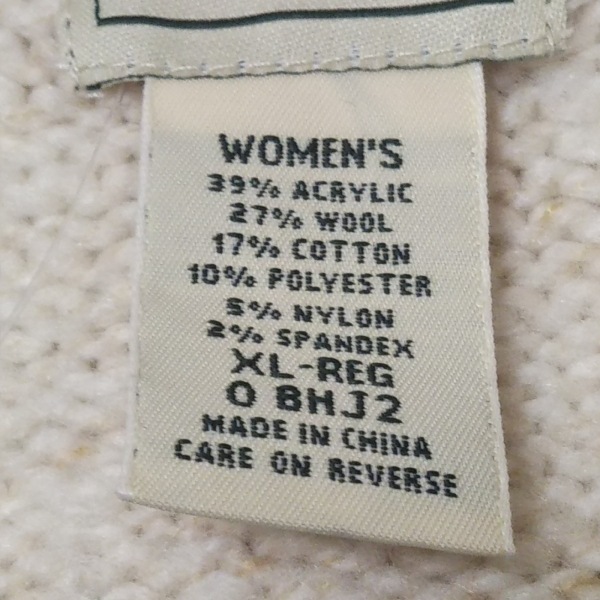 WOMEN'S
39% ACRYLIC
27% WOOL
17% COTTON
10% POLYESTER
5% NYLON
2% SPANDEX
XL-REG
0 8HJ2
MADE IN CHINA
CARE ON REVERSE